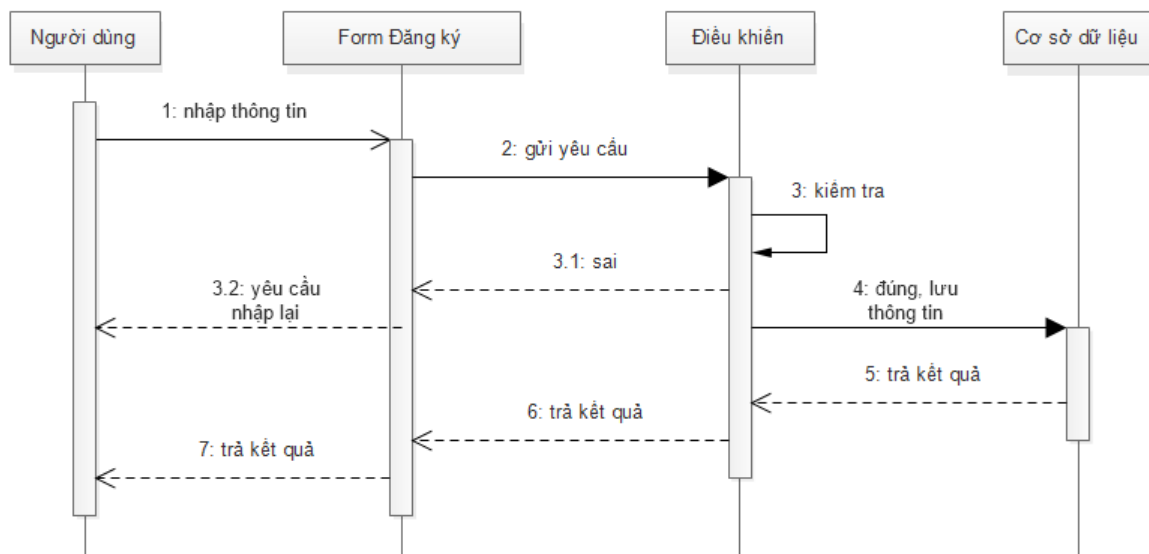 Người dùng
Form Đăng ký
Điều khiển
Cơ sở dữ liệu
1: nhập thông tin
2: gửi yêu cầu
3: kiểm tra
3.1: sai
3.2: yêu cầu
nhập lại
4: đúng, lưu
thông tin
5: trả kết quả
6: trả kết quả
7: trả kết quả